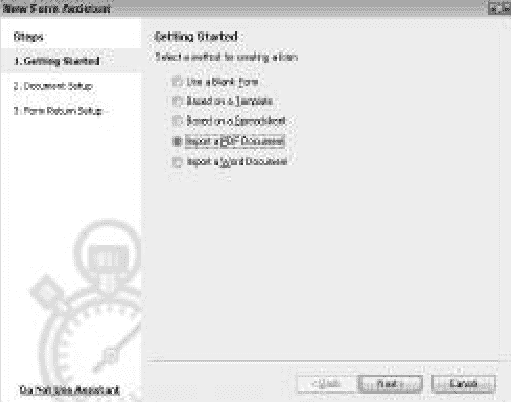 New Form Assistant
Steps
1. Getting Started
2. Document Setup
3. Form Return Setup
Getting Started
Select a method for creating a form
Use a Blank Form
Based on a Template
Based on a Spreadsheet
Import a PDF Document
Import a Word Document
Do Not Use Assistant
< Back
Next >
Cancel